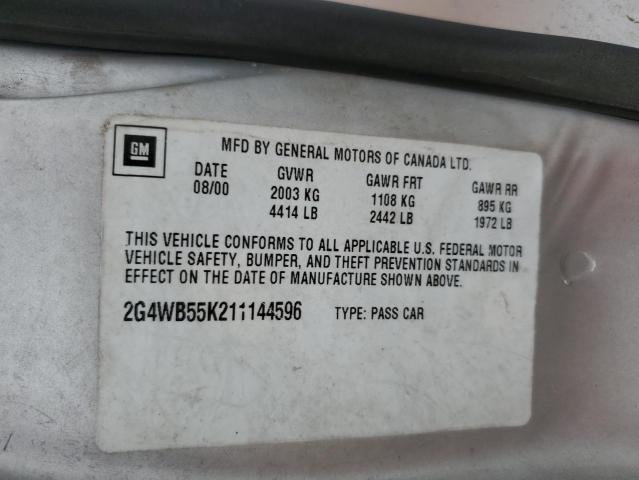 GM
MFD BY GENERAL MOTORS OF CANADA LTD.
DATE GVWR GAWR FRT GAWR RR
08/00 2003 KG 1108 KG 895 KG
4414 LB 2442 LB 1972 LB
THIS VEHICLE CONFORMS TO ALL APPLICABLE U.S. FEDERAL MOTOR
VEHICLE SAFETY, BUMPER, AND THEFT PREVENTION STANDARDS IN
EFFECT ON THE DATE OF MANUFACTURE SHOWN ABOVE.
2G4WB55K211144596 TYPE: PASS CAR